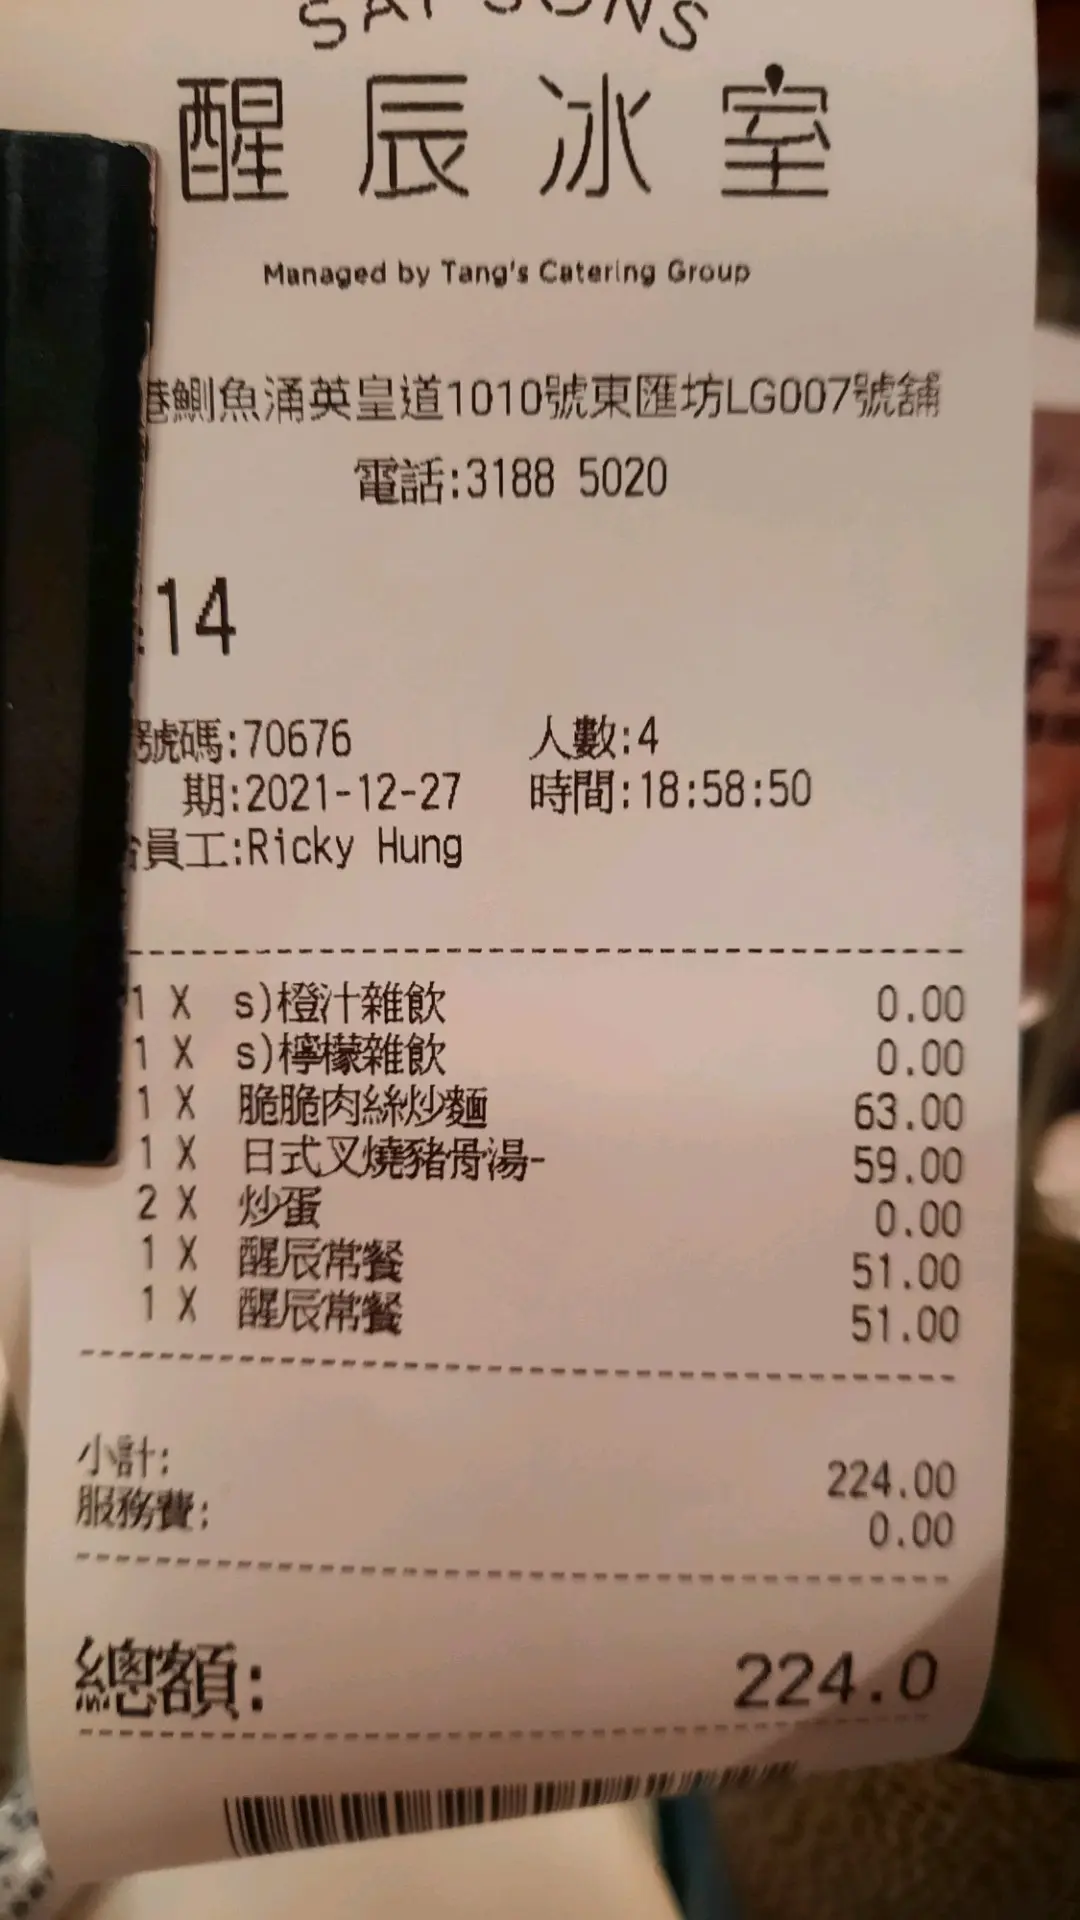 醒辰冰室
Managed by Tang's Catering Group
港鰂魚涌英皇道1010號東匯坊LG007號舖
電話:3188 5020
:14
號碼:70676 人數:4
期:2021-12-27 時間:18:58:50
員工:Ricky Hung
1 X s)橙汁雜飲 0.00
1 X s)檸檬雜飲 0.00
1 X 脆脆肉絲炒麵 63.00
1 X 日式叉燒豬骨湯- 59.00
2 X 炒蛋 0.00
1 X 醒辰常餐 51.00
1 X 醒辰常餐 51.00
小計: 224.00
服務費: 0.00
總額: 224.0